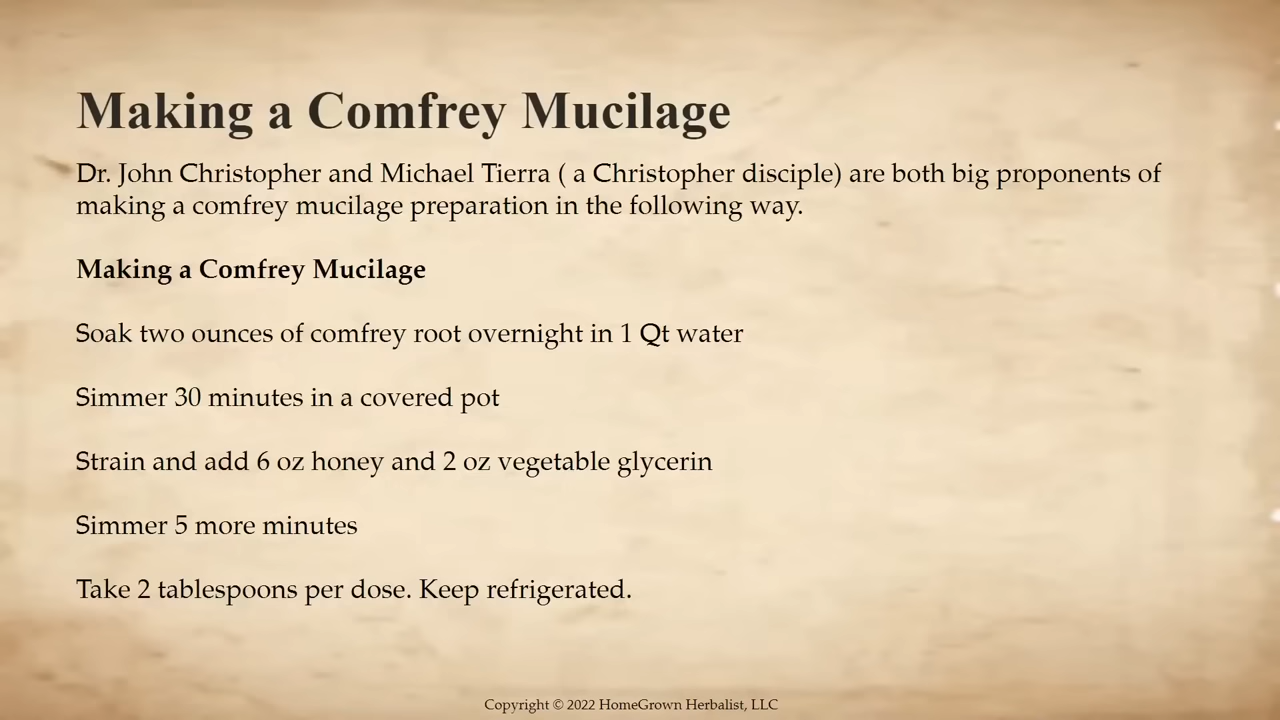 Making a Comfrey Mucilage
Dr. John Christopher and Michael Tierra ( a Christopher disciple) are both big proponents of
making a comfrey mucilage preparation in the following way.
Making a Comfrey Mucilage
Soak two ounces of comfrey root overnight in 1 Qt water
Simmer 30 minutes in a covered pot
Strain and add 6 oz honey and 2 oz vegetable glycerin
Simmer 5 more minutes
Take 2 tablespoons per dose. Keep refrigerated.
Copyright © 2022 HomeGrown Herbalist, LLC